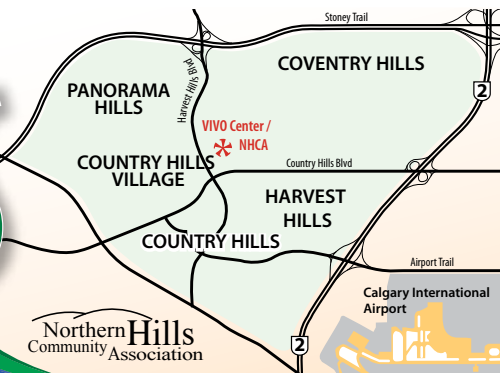 Stoney Trail
COVENTRY HILLS
Harvest Hills Blvd
PANORAMA
HILLS
2
VIVO Center /
NHCA
COUNTRY HILLS
VILLAGE
Country Hills Blvd
HARVEST
HILLS
COUNTRY HILLS
Airport Trail
Calgary International
Airport
Northern Hills
Community Association
2